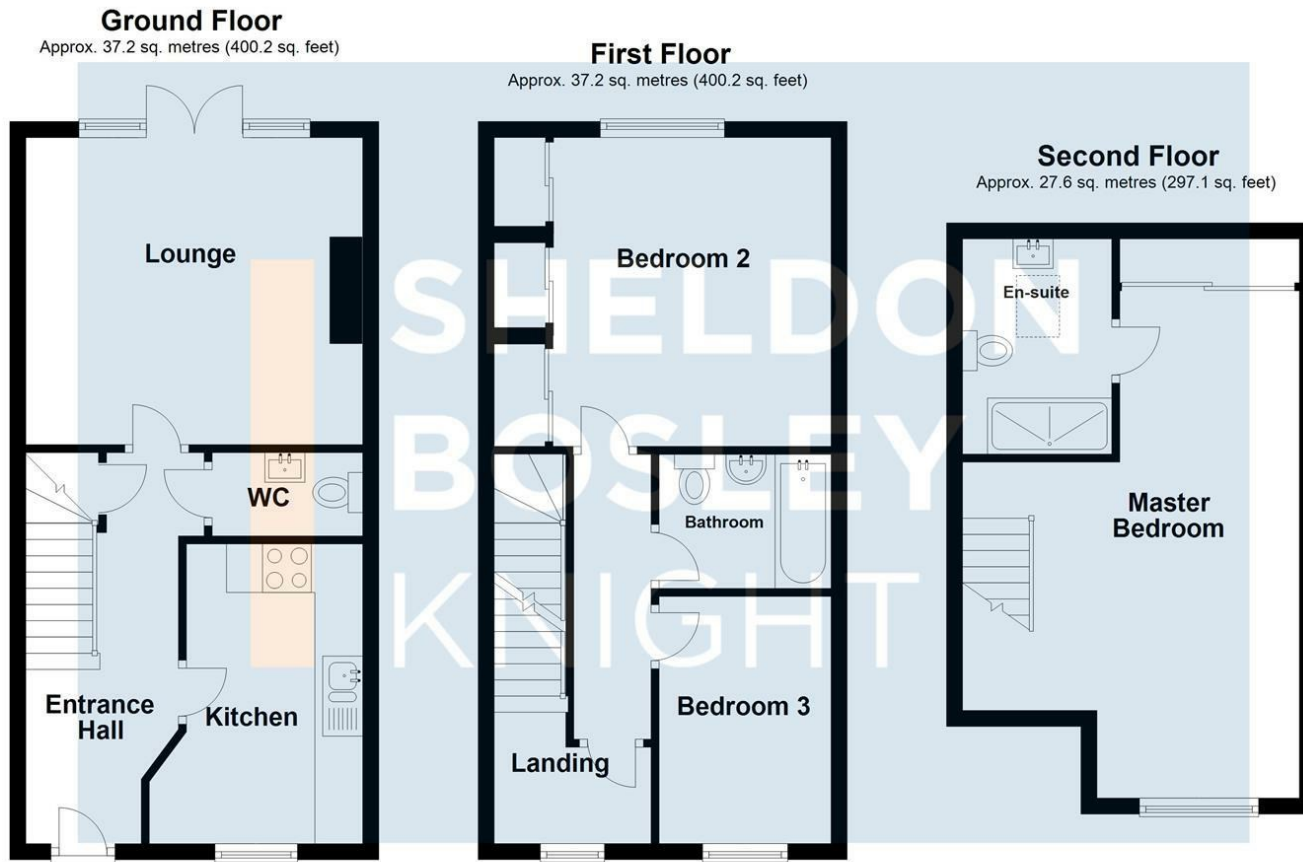 Ground Floor
Approx. 37.2 sq. metres (400.2 sq. feet)
Lounge
WC
Entrance
Hall
Kitchen
First Floor
Approx. 37.2 sq. metres (400.2 sq. feet)
Bedroom 2
Bathroom
Bedroom 3
Landing
Second Floor
Approx. 27.6 sq. metres (297.1 sq. feet)
En-suite
Master
Bedroom
SHELDON
BOSLEY
KNIGHT